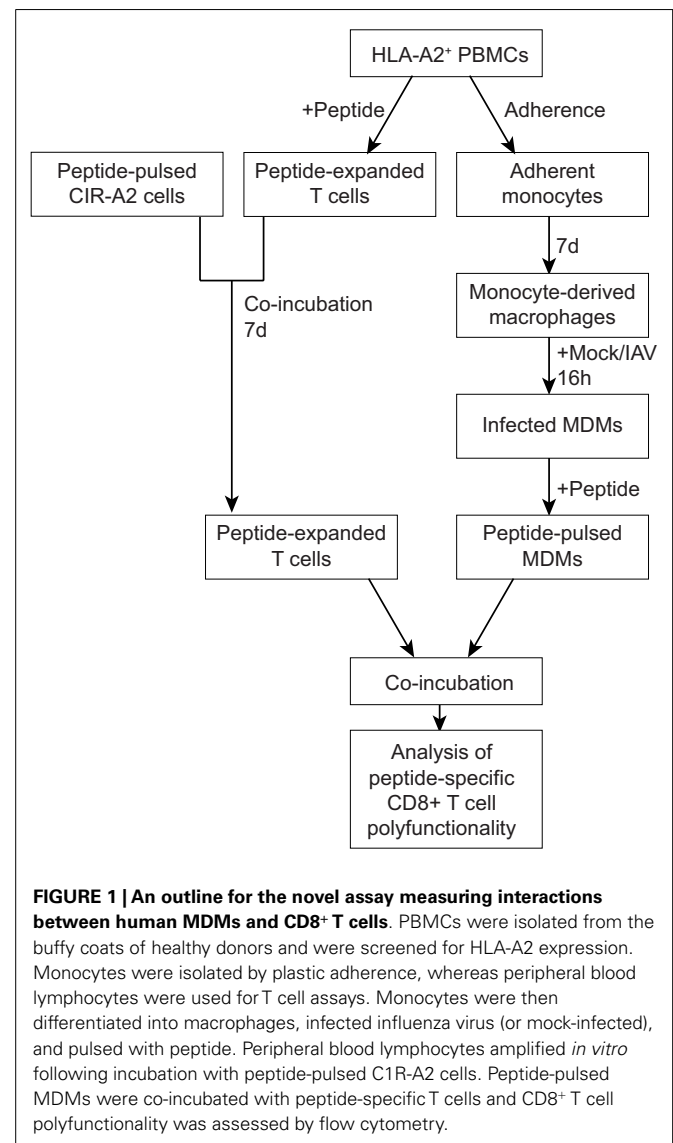 HLA-A2⁺ PBMCs
+Peptide
Adherence
Peptide-pulsed
CIR-A2 cells
Peptide-expanded
T cells
Adherent
monocytes
7d
Co-incubation
7d
Monocyte-derived
macrophages
+Mock/IAV
16h
Infected MDMs
+Peptide
Peptide-expanded
T cells
Peptide-pulsed
MDMs
Co-incubation
Analysis of
peptide-specific
CD8+ T cell
polyfunctionality
FIGURE 1 | An outline for the novel assay measuring interactions
between human MDMs and CD8⁺ T cells. PBMCs were isolated from the
buffy coats of healthy donors and were screened for HLA-A2 expression.
Monocytes were isolated by plastic adherence, whereas peripheral blood
lymphocytes were used for T cell assays. Monocytes were then
differentiated into macrophages, infected influenza virus (or mock-infected),
and pulsed with peptide. Peripheral blood lymphocytes amplified in vitro
following incubation with peptide-pulsed C1R-A2 cells. Peptide-pulsed
MDMs were co-incubated with peptide-specific T cells and CD8⁺ T cell
polyfunctionality was assessed by flow cytometry.